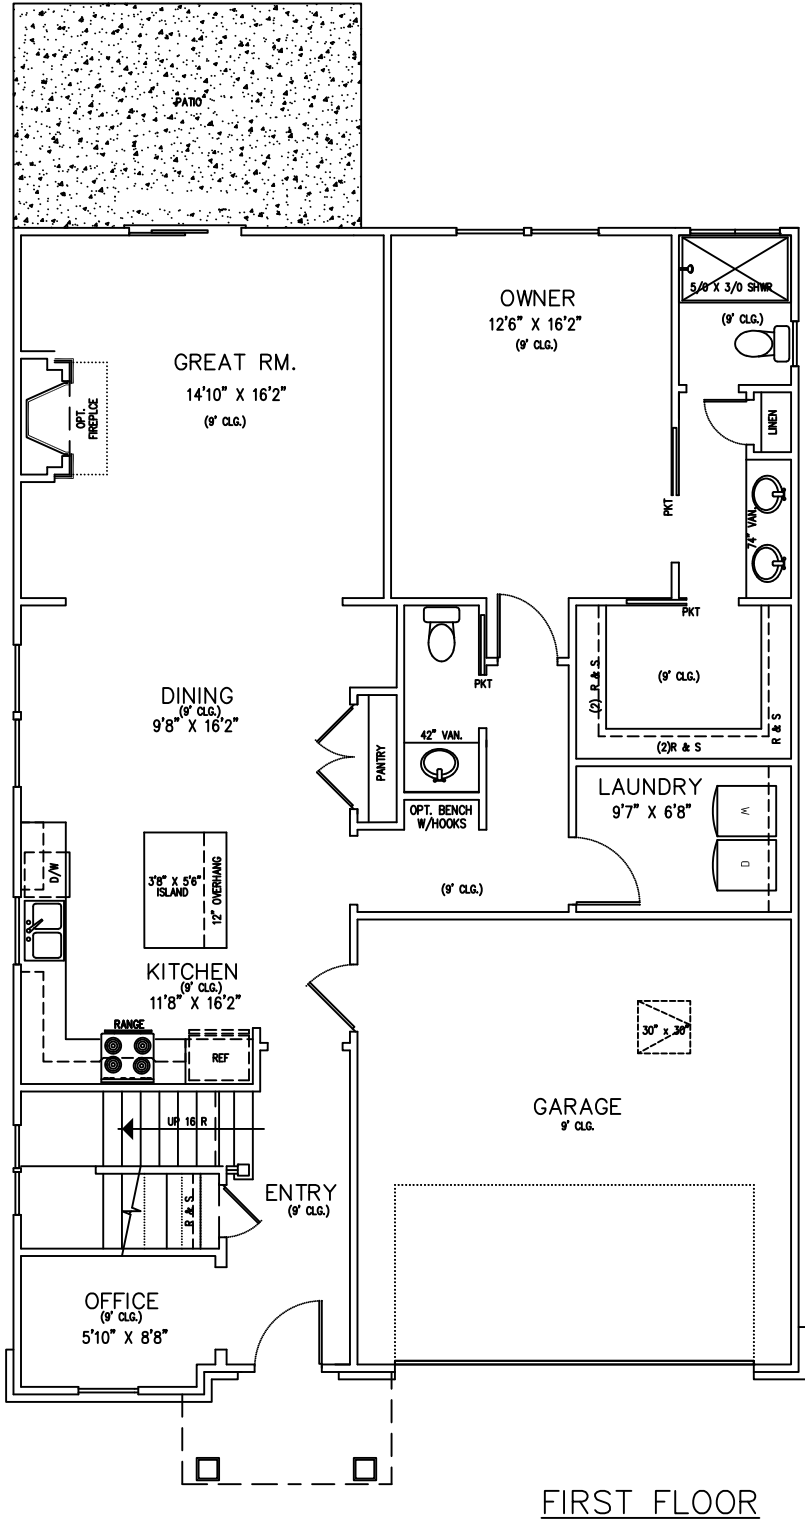 PATIO
OWNER
12'6" X 16'2"
(9' CLG.)
5/0 X 3/0 SHWR
(9' CLG.)
GREAT RM.
14'10" X 16'2"
(9' CLG.)
OPT.
FIREPLCE
LINEN
PKT
74" VAN.
PKT
PKT
(9' CLG.)
(2) R & S
R & S
(2)R & S
DINING
(9' CLG.)
9'8" X 16'2"
42" VAN.
PANTRY
OPT. BENCH
W/HOOKS
LAUNDRY
9'7" X 6'8"
W
D
D/W
3'8" X 5'6"
ISLAND
12" OVERHANG
(9' CLG.)
KITCHEN
(9' CLG.)
11'8" X 16'2"
RANGE
REF
30" x 30"
GARAGE
9' CLG.
UP 16 R
R & S
ENTRY
(9' CLG.)
OFFICE
(9' CLG.)
5'10" X 8'8"
FIRST FLOOR